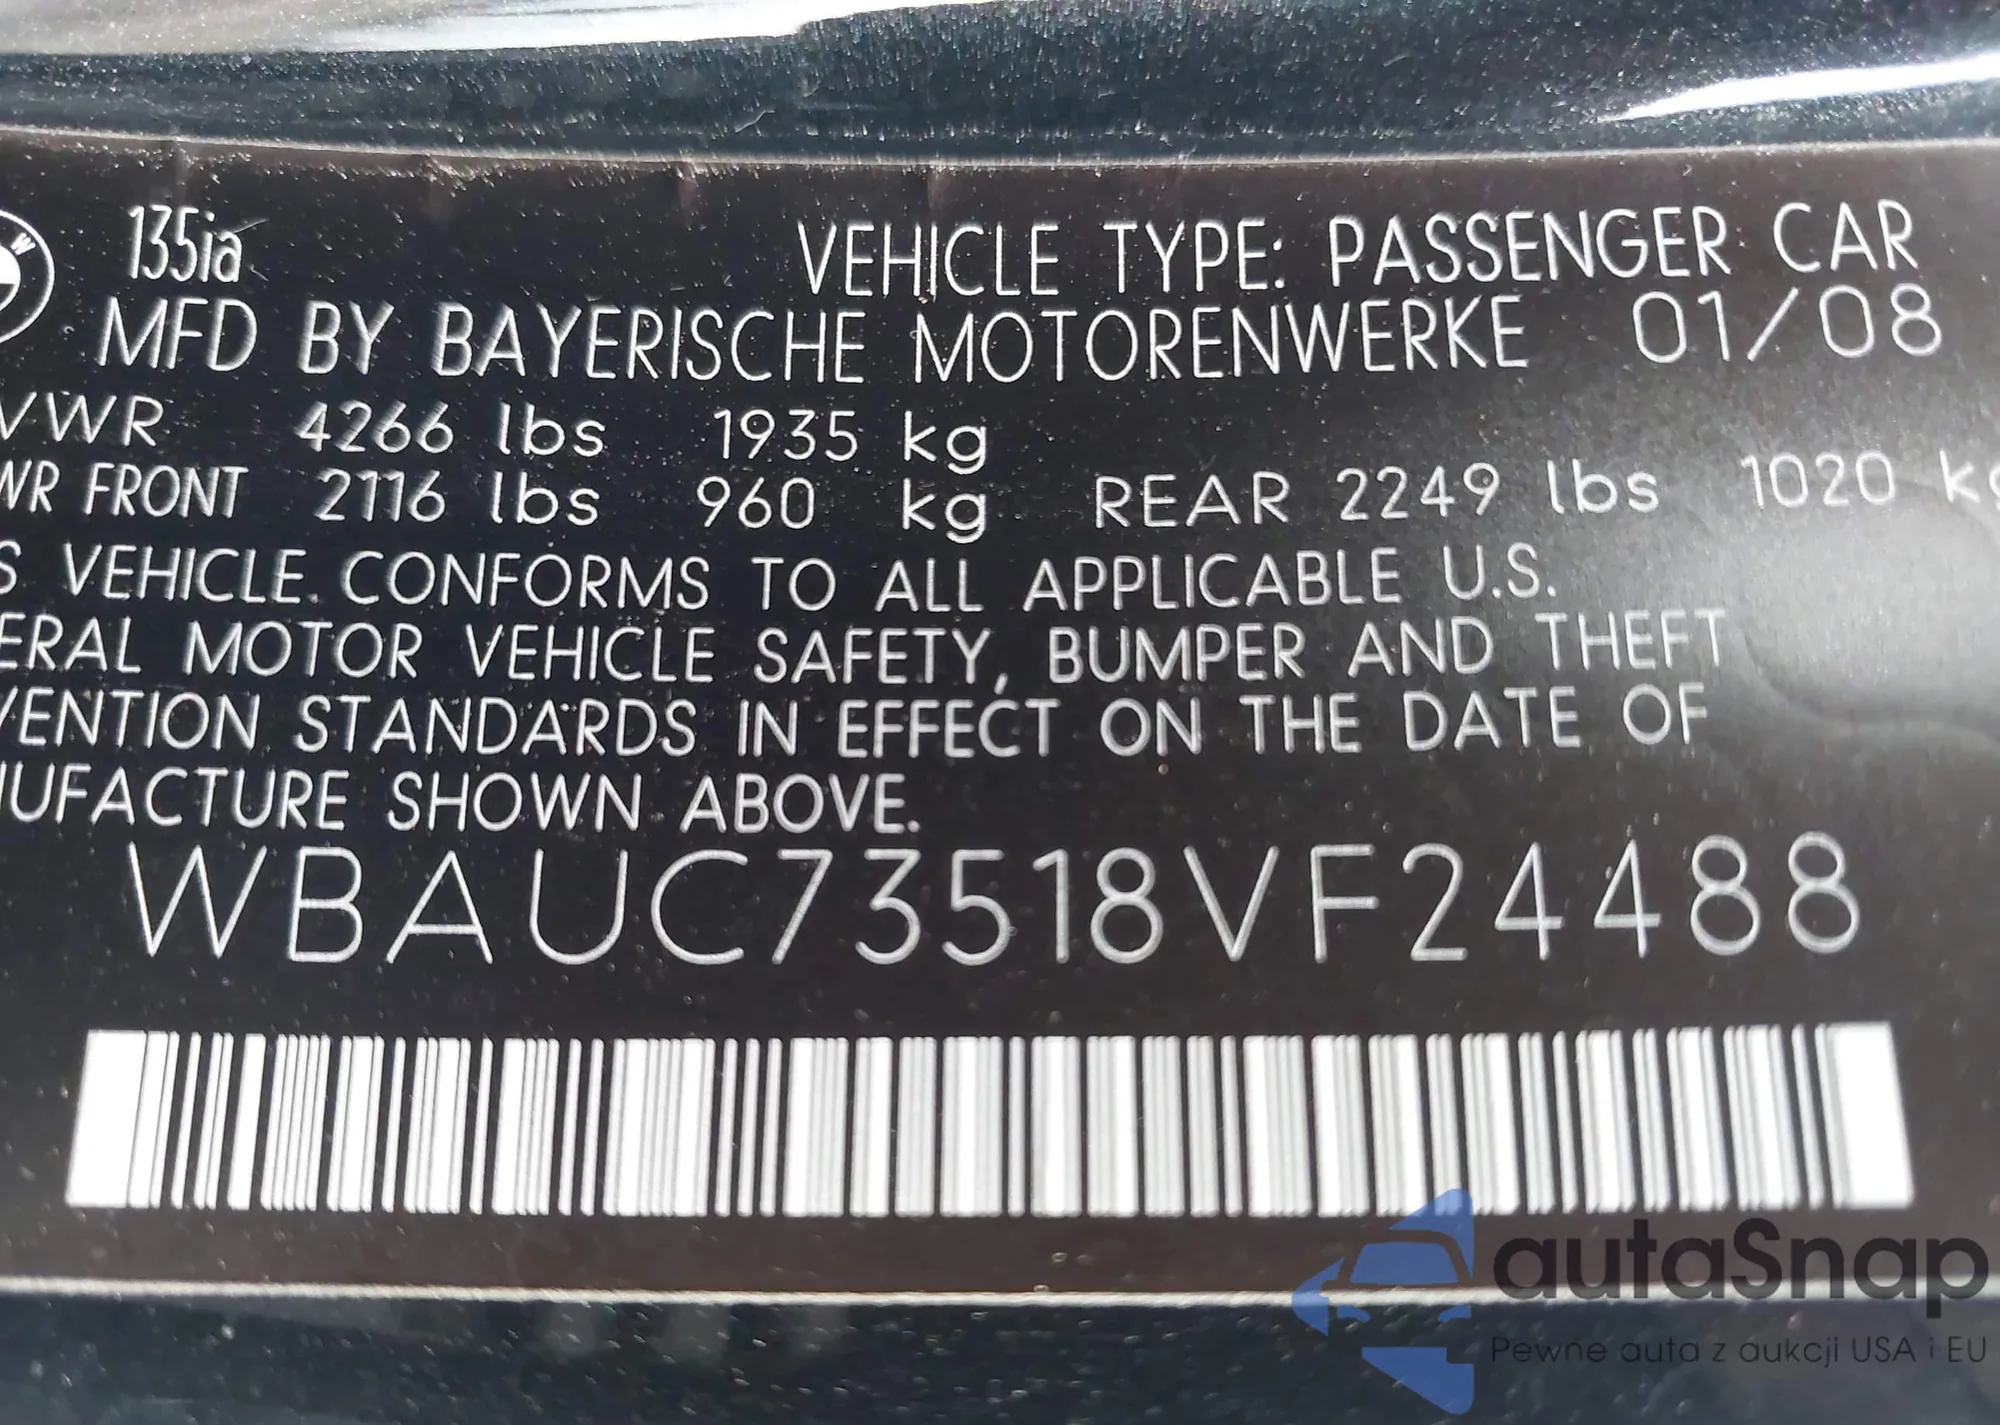 135ia
VEHICLE TYPE: PASSENGER CAR
MFD BY BAYERISCHE MOTORENWERKE 01/08
VWR 4266 lbs 1935 kg
WR FRONT 2116 lbs 960 kg REAR 2249 lbs 1020 kg
S VEHICLE CONFORMS TO ALL APPLICABLE U.S.
ERAL MOTOR VEHICLE SAFETY, BUMPER AND THEFT
VENTION STANDARDS IN EFFECT ON THE DATE OF
NUFACTURE SHOWN ABOVE.
WBAUC73518VF24488
autaSnap
Pewne auta z aukcji USA i EU